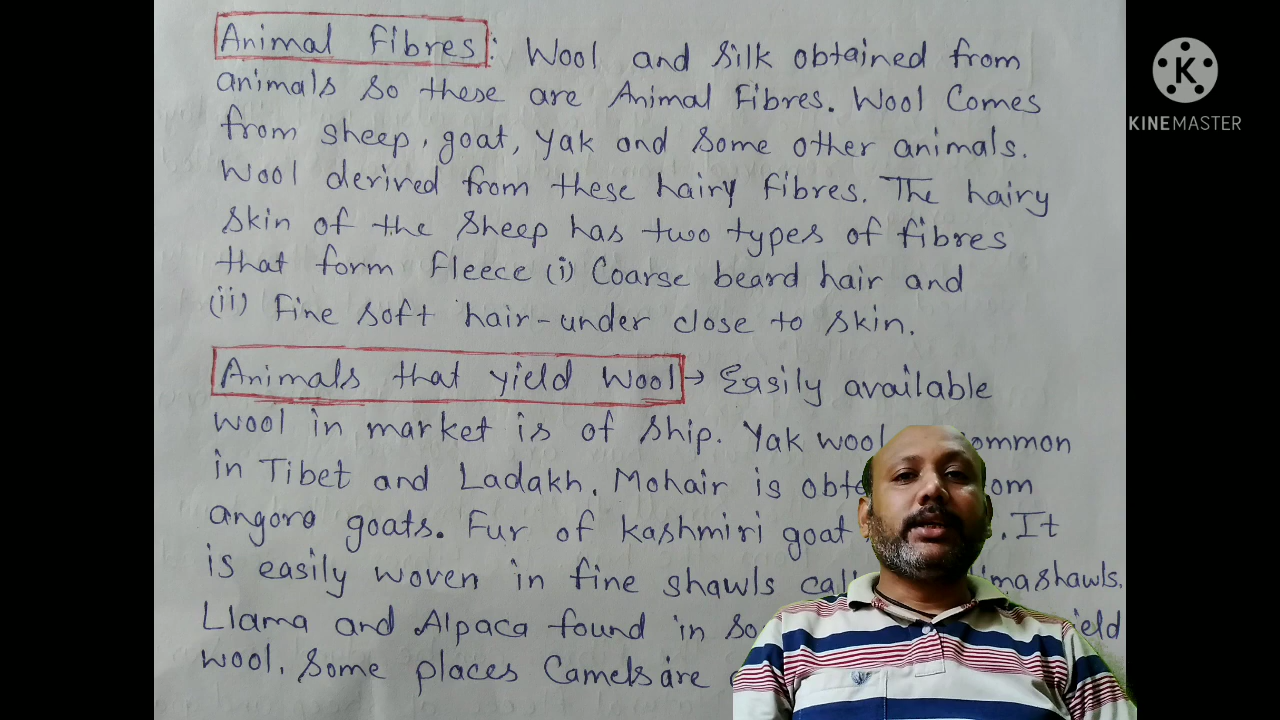 Animal Fibres: Wool and Silk obtained from
animals so these are Animal Fibres. Wool Comes
from sheep, goat, Yak and Some other animals.
Wool derived from these hairy fibres. The hairy
skin of the sheep has two types of fibres
that form Fleece (i) Coarse beard hair and
(ii) Fine soft hair-under close to skin.
Animals that yield Wool → Easily available
wool in market is of ship. Yak wool common
in Tibet and Ladakh. Mohair is
angora goats. Fur of Kashmiri goat . It
is easily woven in fine shawls shawls.
Llama and Alpaca found in
wool. Some places Camels are
KINEMASTER